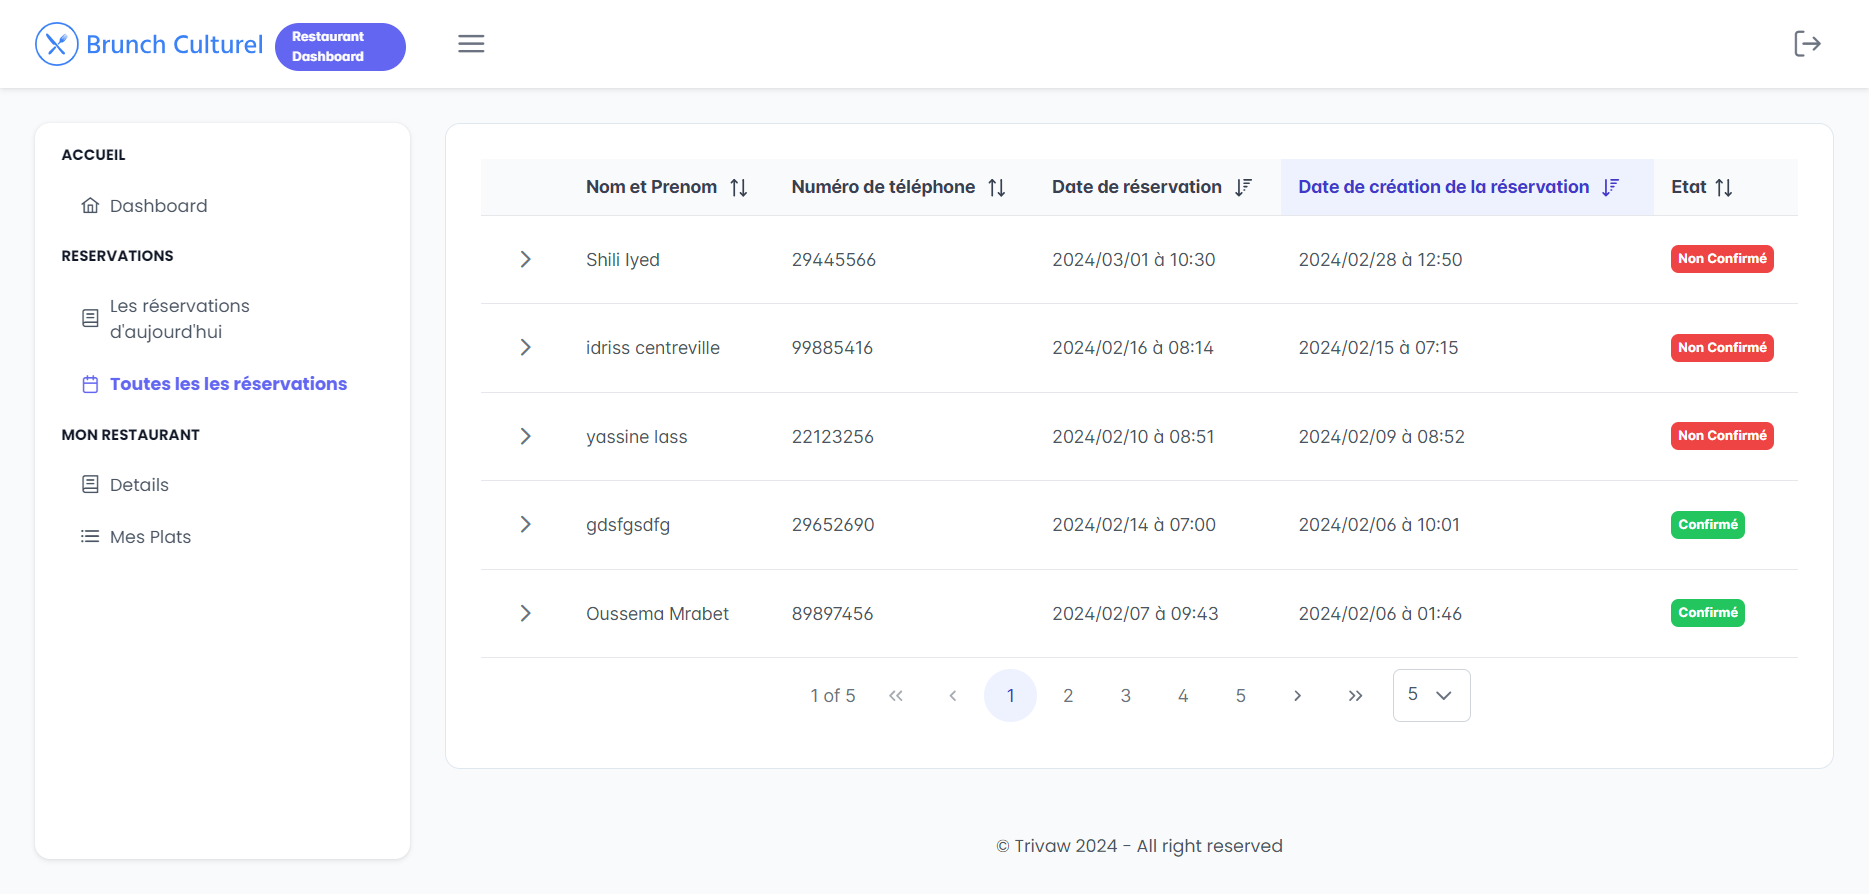 Brunch Culturel
Restaurant
Dashboard
ACCUEIL
Dashboard
RESERVATIONS
Les réservations
d'aujourd'hui
Toutes les les réservations
MON RESTAURANT
Details
Mes Plats
Nom et Prenom Numéro de téléphone Date de réservation Date de création de la réservation Etat
Shili Iyed 29445566 2024/03/01 à 10:30 2024/02/28 à 12:50 Non Confirmé
idriss centreville 99885416 2024/02/16 à 08:14 2024/02/15 à 07:15 Non Confirmé
yassine lass 22123256 2024/02/10 à 08:51 2024/02/09 à 08:52 Non Confirmé
gdsfgsdfg 29652690 2024/02/14 à 07:00 2024/02/06 à 10:01 Confirmé
Oussema Mrabet 89897456 2024/02/07 à 09:43 2024/02/06 à 01:46 Confirmé
1 of 5 « ‹ 1 2 3 4 5 › » 5
© Trivaw 2024 - All right reserved